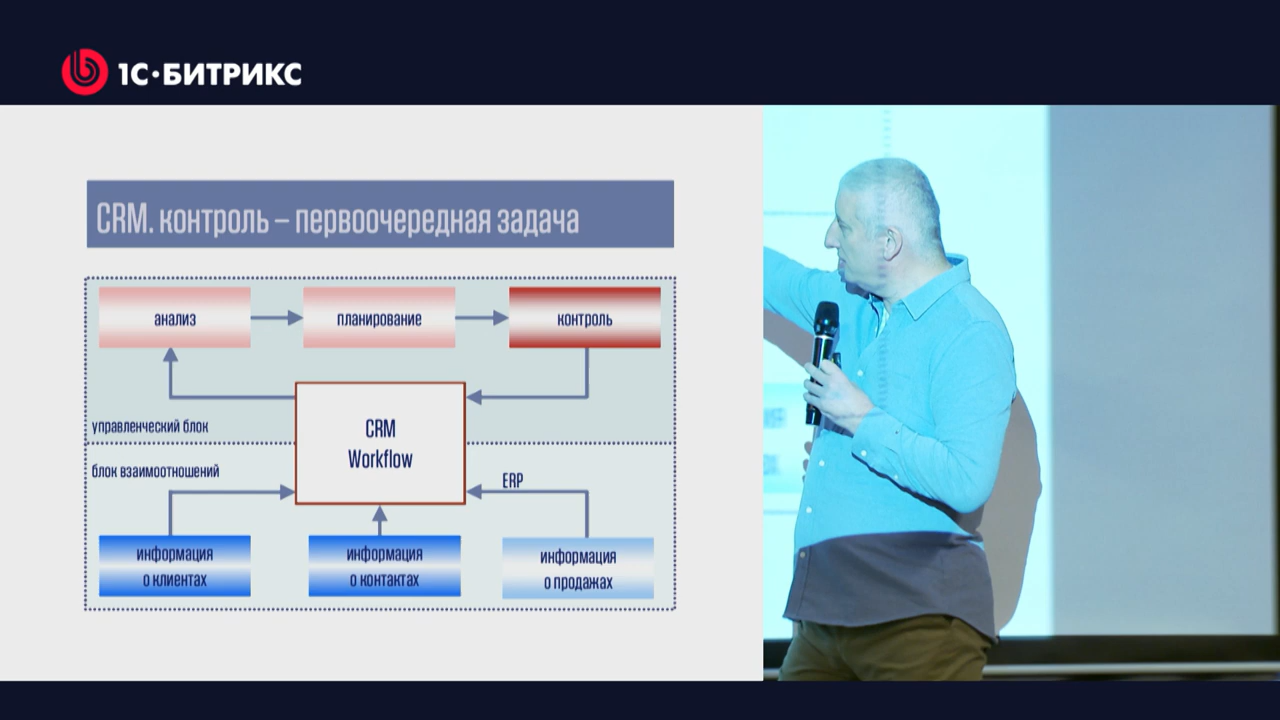 1С·БИТРИКС
CRM. контроль – первоочередная задача
анализ
планирование
контроль
CRM
Workflow
управленческий блок
блок взаимоотношений
ERP
информация
о клиентах
информация
о контактах
информация
о продажах